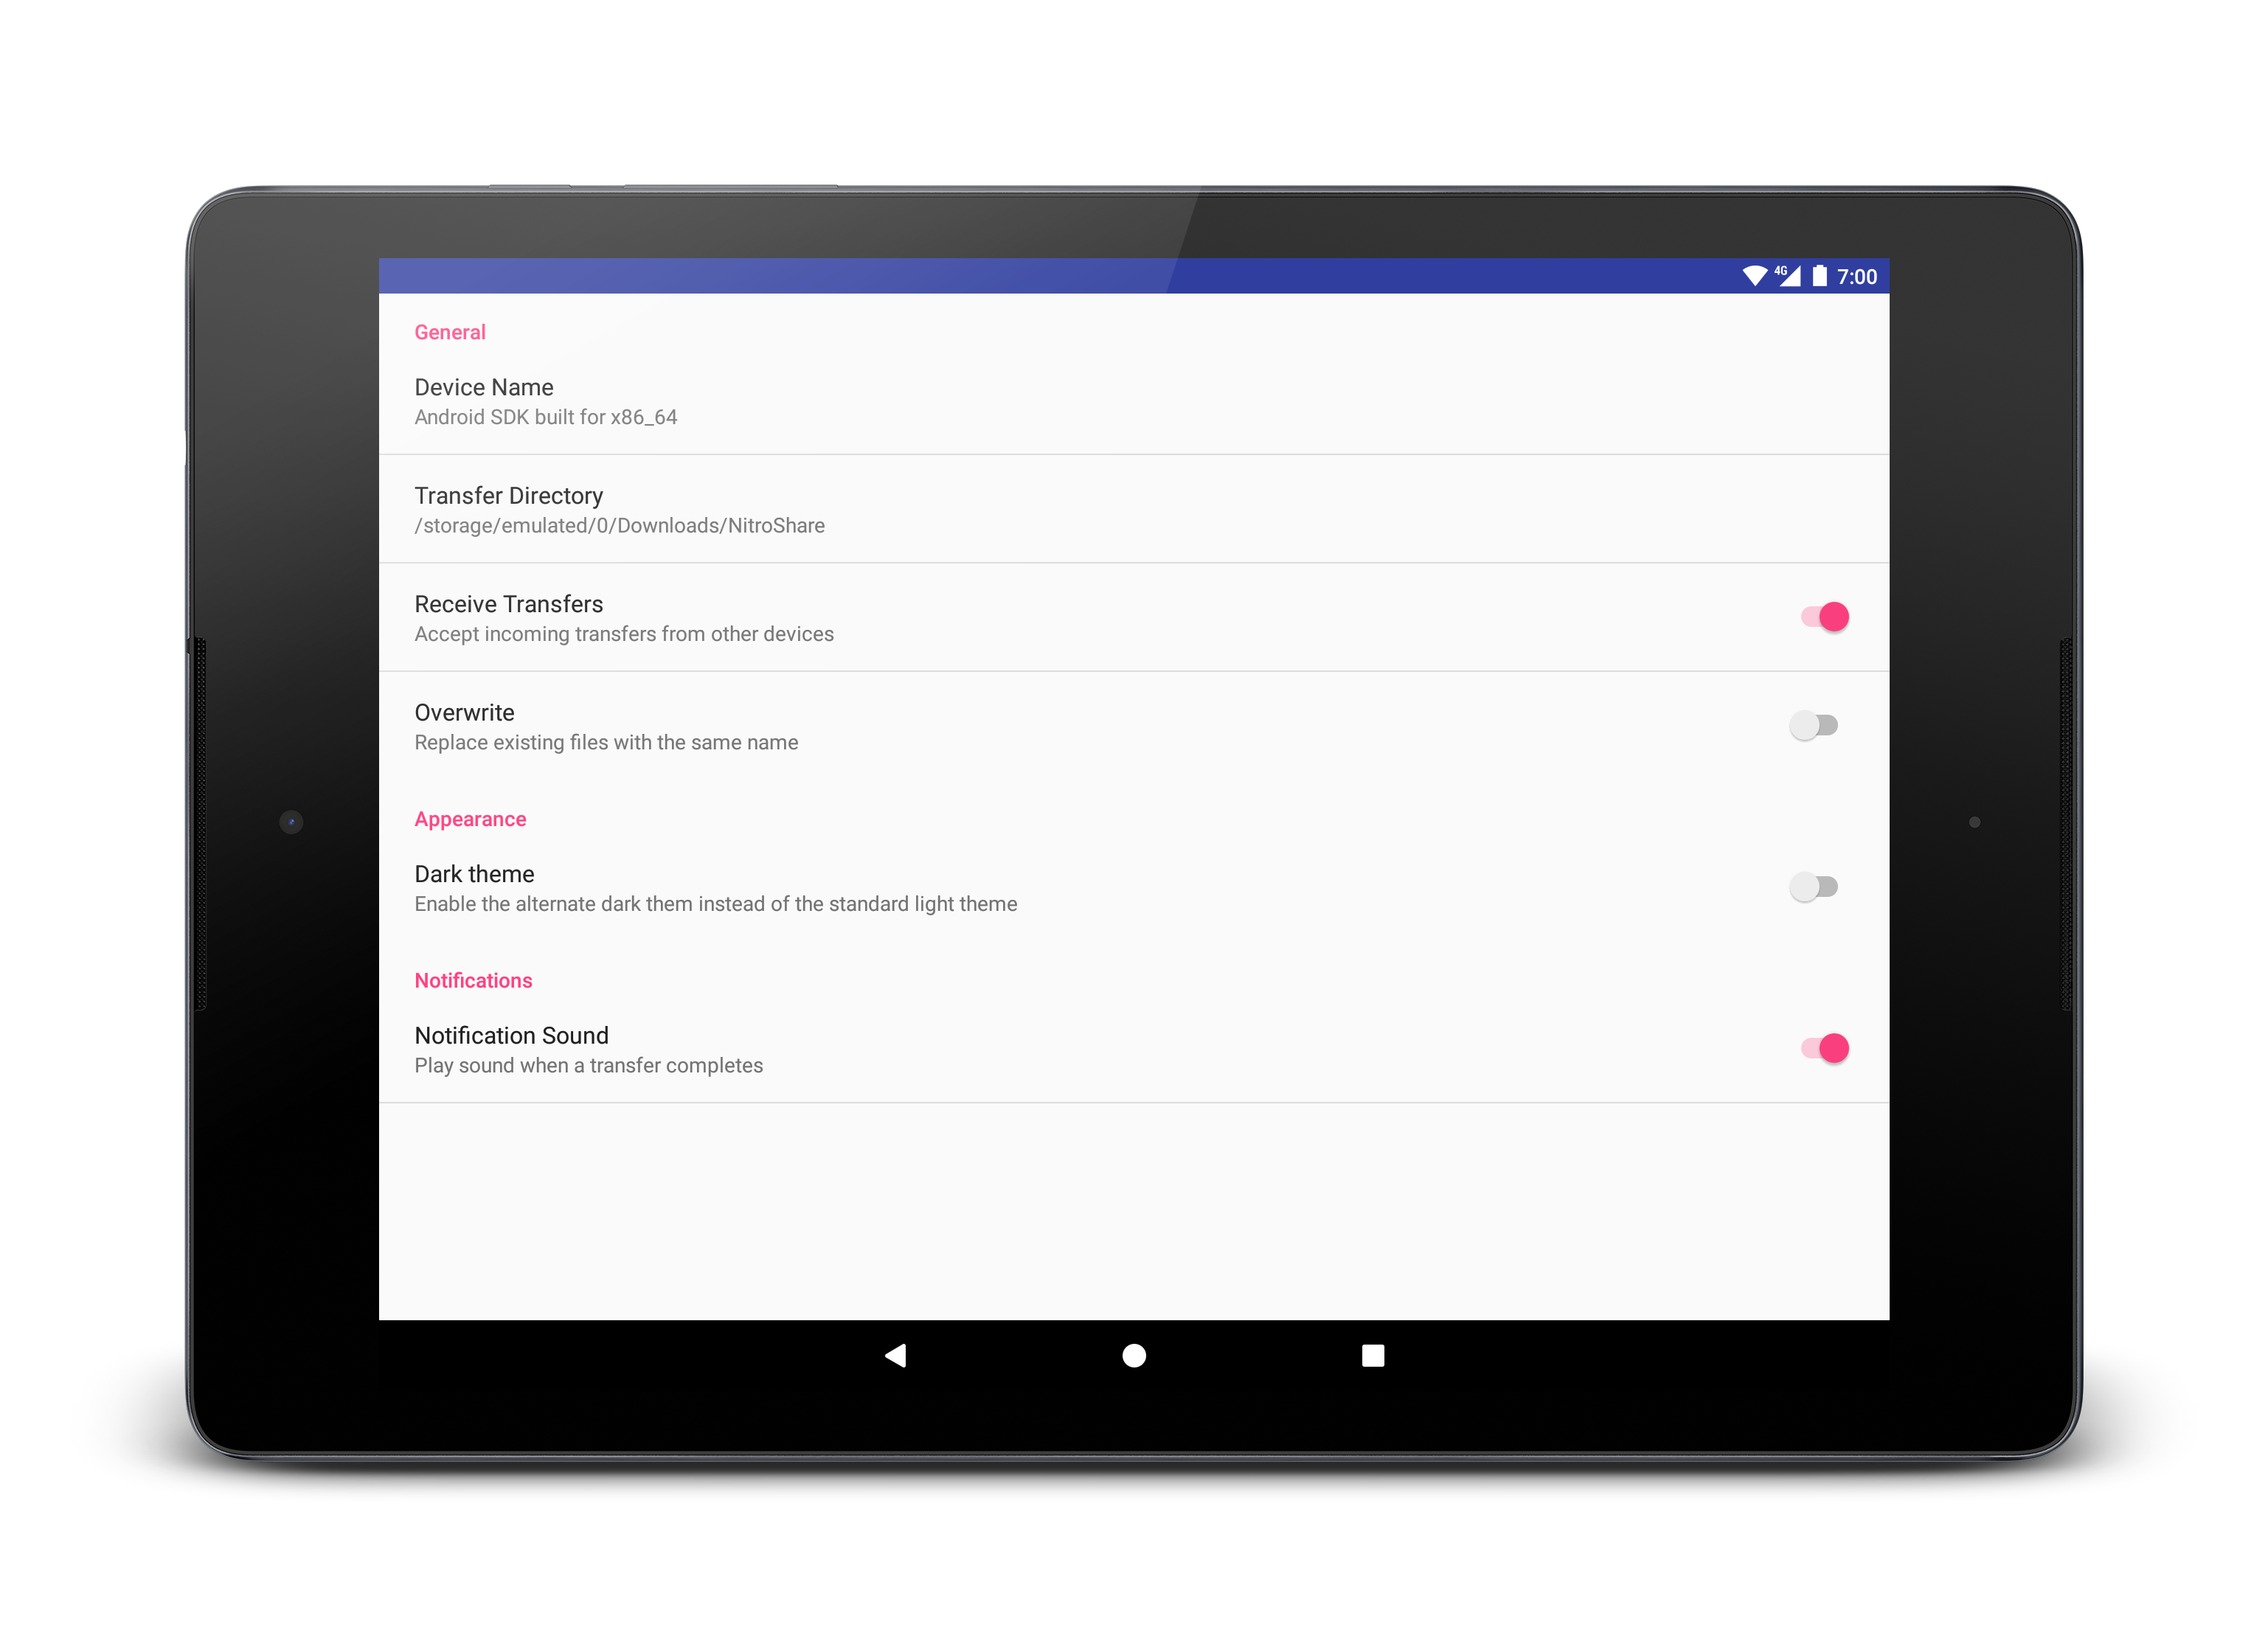 4G 7:00
General
Device Name
Android SDK built for x86_64
Transfer Directory
/storage/emulated/0/Downloads/NitroShare
Receive Transfers
Accept incoming transfers from other devices
Overwrite
Replace existing files with the same name
Appearance
Dark theme
Enable the alternate dark them instead of the standard light theme
Notifications
Notification Sound
Play sound when a transfer completes